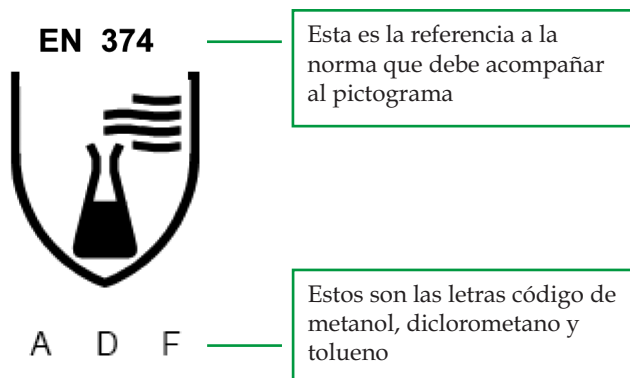 EN 374
Esta es la referencia a la
norma que debe acompañar
al pictograma
Estos son las letras código de
metanol, diclorometano y
tolueno
A D F